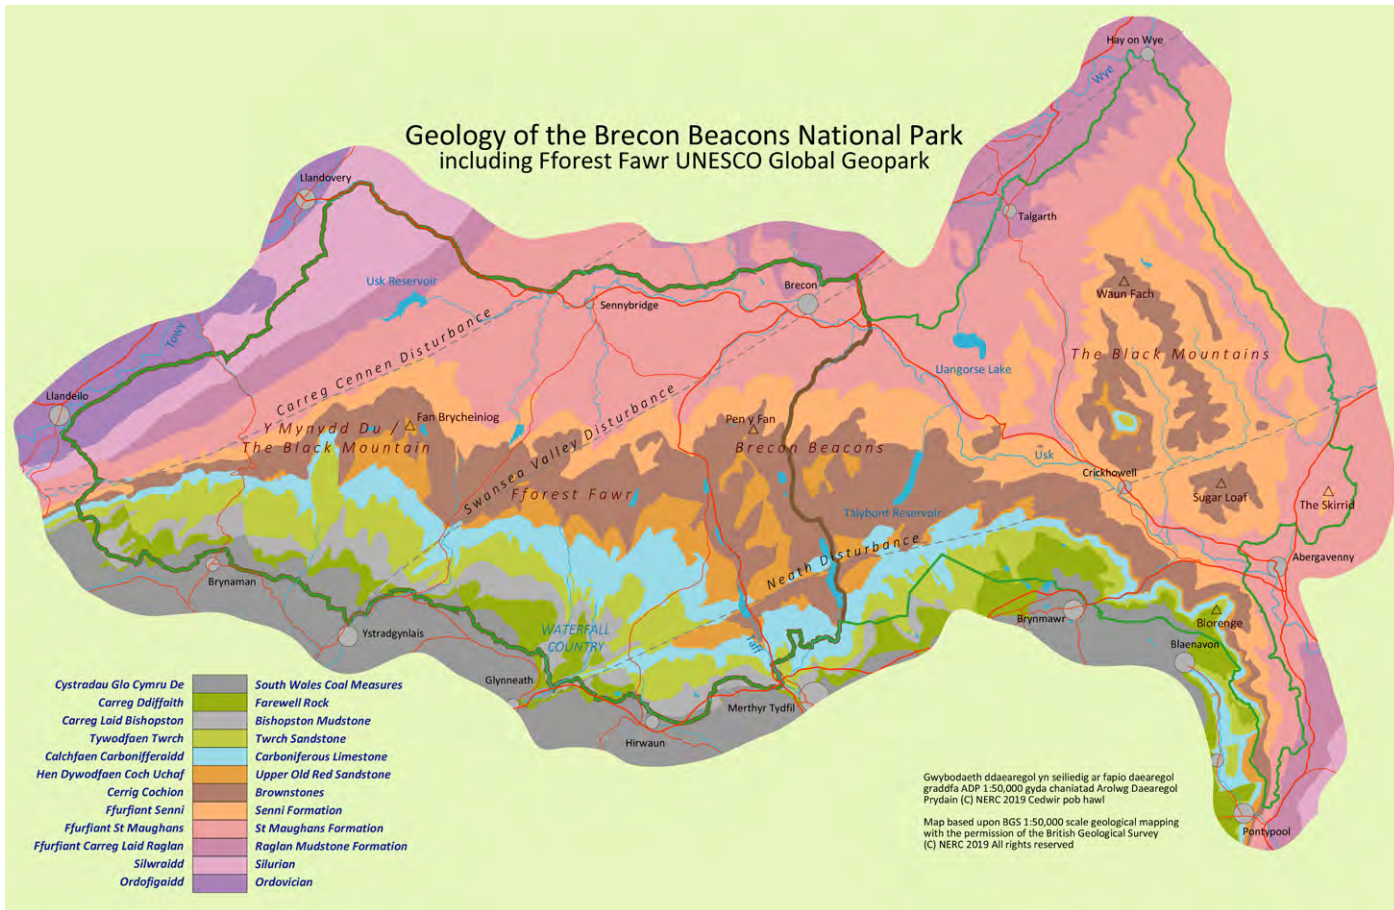 Geology of the Brecon Beacons National Park
including Fforest Fawr UNESCO Global Geopark
Hay on Wye
Wye
Llandovery
Talgarth
Usk Reservoir
Brecon
Waun Fach
Sennybridge
Towy
Carreg Cennen Disturbance
The Black Mountains
Llangorse Lake
Llandeilo
Fan Brycheiniog
Y Mynydd Du /
The Black Mountain
Swansea Valley Disturbance
Pen y Fan
Brecon Beacons
Usk
Crickhowell
Fforest Fawr
Sugar Loaf
The Skirrid
Talybont Reservoir
Neath Disturbance
Abergavenny
Brynaman
Ystradgynlais
WATERFALL
COUNTRY
Taff
Brynmawr
Blorenge
Blaenavon
Glynneath
Merthyr Tydfil
Hirwaun
Pontypool
Cystradau Glo Cymru De South Wales Coal Measures
Carreg Ddiffaith Farewell Rock
Carreg Laid Bishopston Bishopston Mudstone
Tywodfaen Twrch Twrch Sandstone
Calchfaen Carbonifferaidd Carboniferous Limestone
Hen Dywodfaen Coch Uchaf Upper Old Red Sandstone
Cerrig Cochion Brownstones
Ffurfiant Senni Senni Formation
Ffurfiant St Maughans St Maughans Formation
Ffurfiant Carreg Laid Raglan Raglan Mudstone Formation
Silwraidd Silurian
Ordofigaidd Ordovician
Gwybodaeth ddaearegol yn seiliedig ar fapio daearegol
graddfa ADP 1:50,000 gyda chaniatad Arolwg Daearegol
Prydain (C) NERC 2019 Cedwir pob hawl
Map based upon BGS 1:50,000 scale geological mapping
with the permission of the British Geological Survey
(C) NERC 2019 All rights reserved